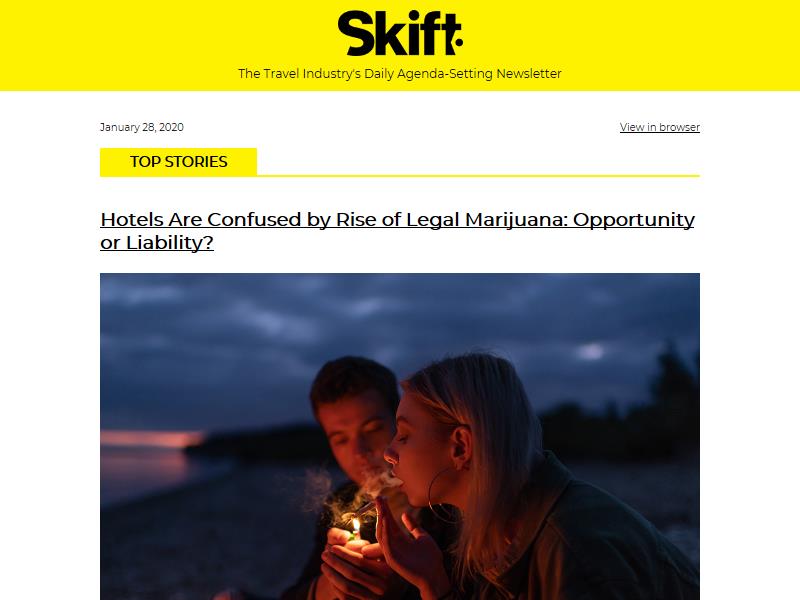 Skift
The Travel Industry's Daily Agenda-Setting Newsletter
January 28, 2020
View in browser
TOP STORIES
Hotels Are Confused by Rise of Legal Marijuana: Opportunity
or Liability?